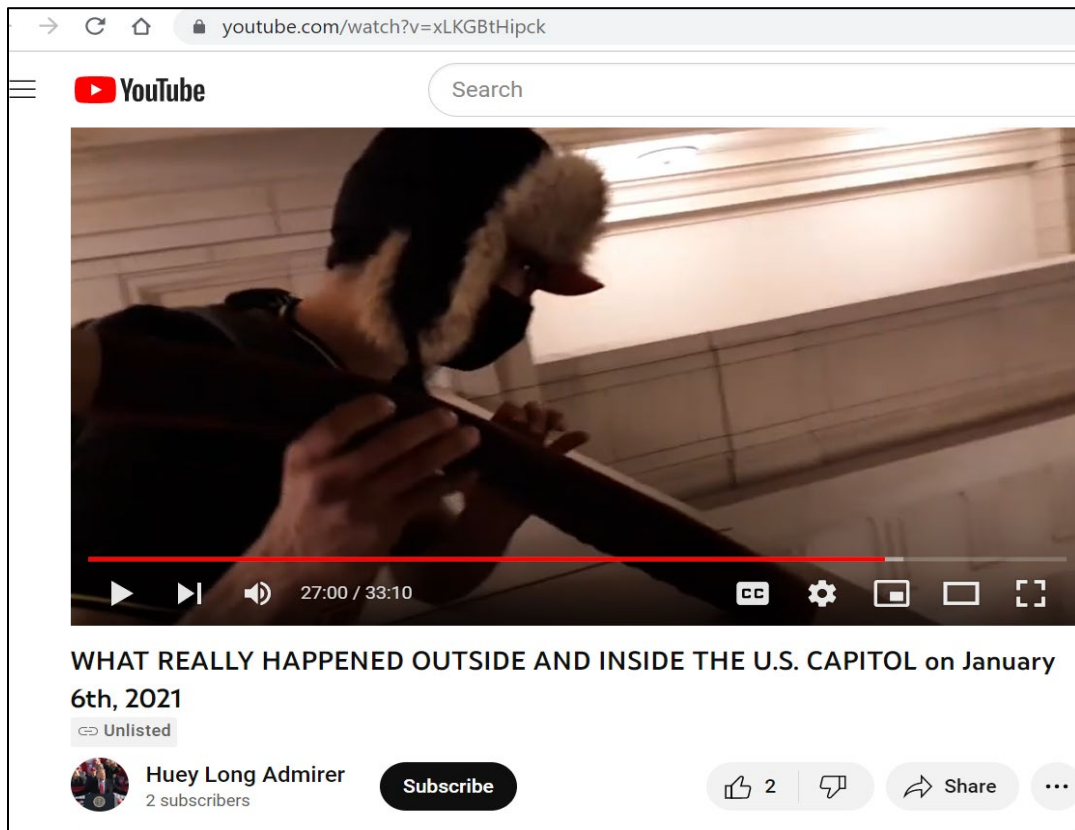 youtube.com/watch?v=xLKGBtHipck
YouTube
Search
27:00 / 33:10
CC
WHAT REALLY HAPPENED OUTSIDE AND INSIDE THE U.S. CAPITOL on January
6th, 2021
Unlisted
Huey Long Admirer
2 subscribers
Subscribe
2
Share